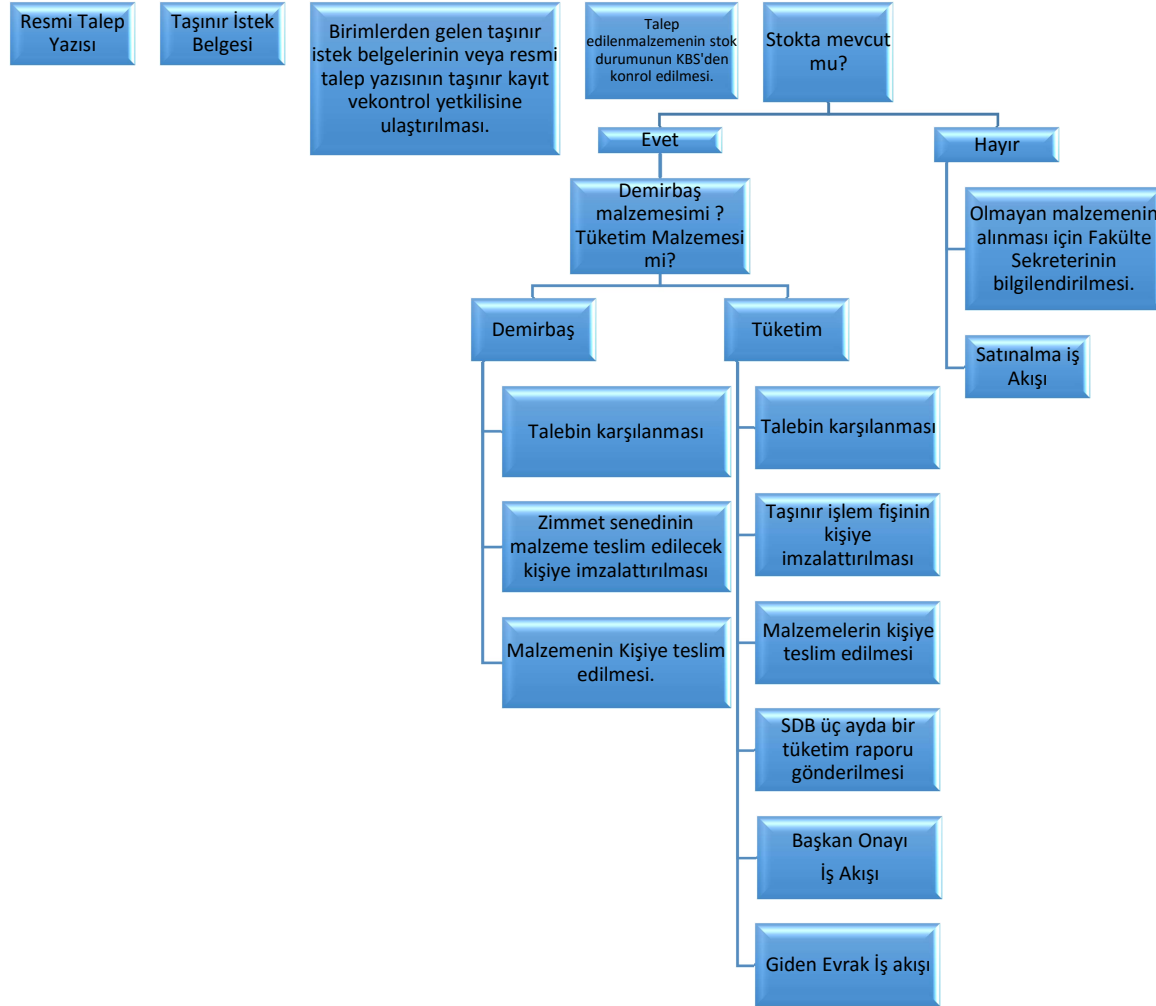 Resmi Talep
Yazısı
Taşınır İstek
Belgesi
Birimlerden gelen taşınır
istek belgelerinin veya resmi
talep yazısının taşınır kayıt
vekontrol yetkilisine
ulaştırılması.
Talep
edilenmalzemenin stok
durumunun KBS'den
konrol edilmesi.
Stokta mevcut
mu?
Evet
Hayır
Demirbaş
malzemesimi ?
Tüketim Malzemesi
mi?
Olmayan malzemenin
alınması için Fakülte
Sekreterinin
bilgilendirilmesi.
Demirbaş
Tüketim
Satınalma iş
Akışı
Talebin karşılanması
Talebin karşılanması
Zimmet senedinin
malzeme teslim edilecek
kişiye imzalattırılması
Taşınır işlem fişinin
kişiye
imzalattırılması
Malzemenin Kişiye teslim
edilmesi.
Malzemelerin kişiye
teslim edilmesi
SDB üç ayda bir
tüketim raporu
gönderilmesi
Başkan Onayı
İş Akışı
Giden Evrak İş akışı